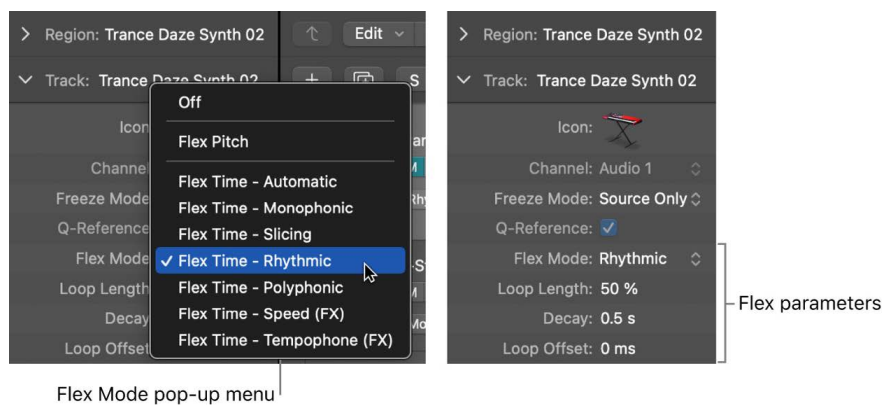 Region: Trance Daze Synth 02
Edit
Track: Trance Daze Synth 02
S
Off
Icon:
Flex Pitch
Channel
Flex Time - Automatic
Freeze Mode
Flex Time - Monophonic
Q-Reference
Flex Time - Slicing
Flex Mode
✓ Flex Time - Rhythmic
Loop Length:
Flex Time - Polyphonic
Decay
Flex Time - Speed (FX)
Loop Offset
Flex Time - Tempophone (FX)
Flex Mode pop-up menu
Region: Trance Daze Synth 02
Track: Trance Daze Synth 02
Icon:
Channel: Audio 1
Freeze Mode: Source Only
Q-Reference:
Flex Mode: Rhythmic
Loop Length: 50 %
Decay: 0.5 s
Loop Offset: 0 ms
Flex parameters